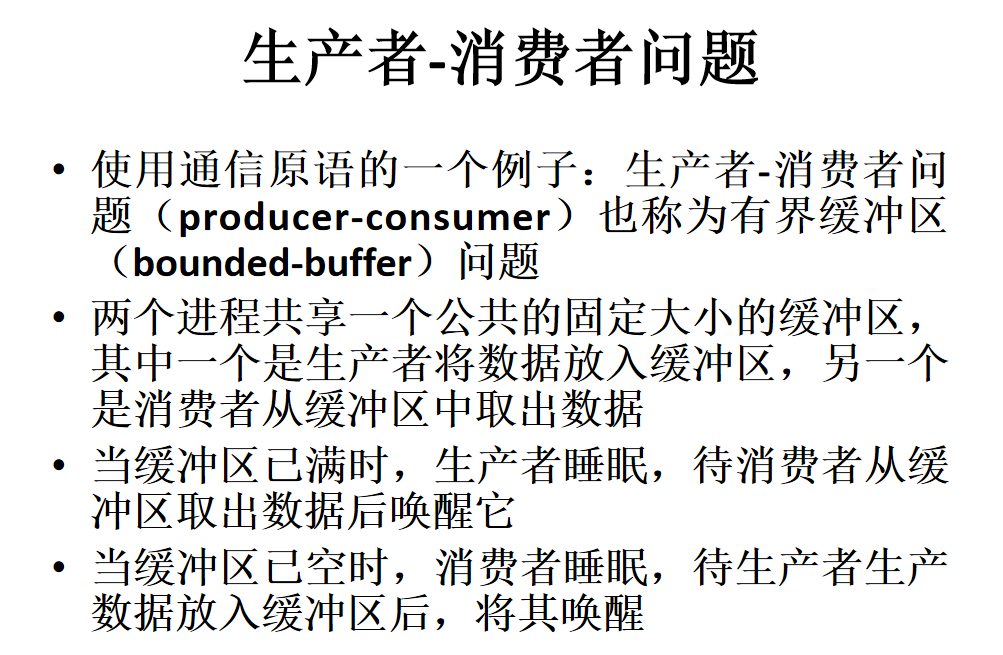 生产者-消费者问题
• 使用通信原语的一个例子：生产者-消费者问
题（producer-consumer）也称为有界缓冲区
（bounded-buffer）问题
• 两个进程共享一个公共的固定大小的缓冲区，
其中一个是生产者将数据放入缓冲区，另一个
是消费者从缓冲区中取出数据
• 当缓冲区已满时，生产者睡眠，待消费者从缓
冲区取出数据后唤醒它
• 当缓冲区已空时，消费者睡眠，待生产者生产
数据放入缓冲区后，将其唤醒